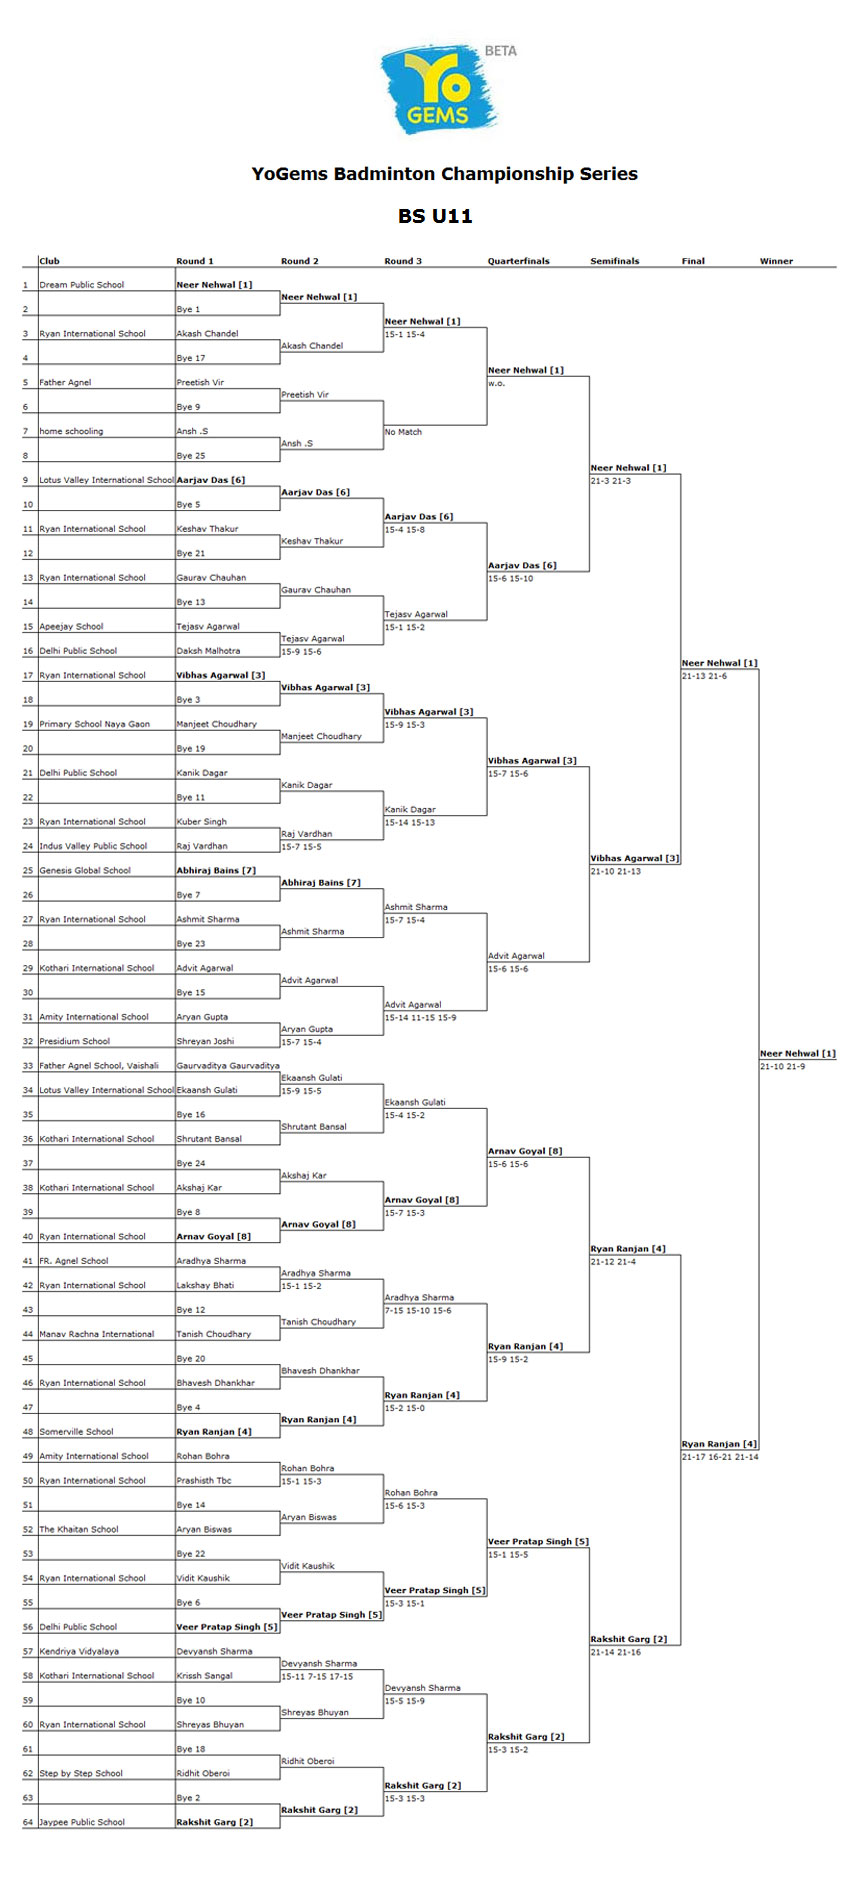 BETA
Yo
GEMS
YoGems Badminton Championship Series
BS U11
Club Round 1 Round 2 Round 3 Quarterfinals Semifinals Final Winner
1 Dream Public School Neer Nehwal [1]
Neer Nehwal [1]
2 Bye 1
Neer Nehwal [1]
3 Ryan International School Akash Chandel 15-1 15-4
Akash Chandel
4 Bye 17
Neer Nehwal [1]
5 Father Agnel Preetish Vir w.o.
Preetish Vir
6 Bye 9
7 home schooling Ansh .S No Match
Ansh .S
8 Bye 25
Neer Nehwal [1]
9 Lotus Valley International School Aarjav Das [6] 21-3 21-3
Aarjav Das [6]
10 Bye 5
Aarjav Das [6]
11 Ryan International School Keshav Thakur 15-4 15-8
Keshav Thakur
12 Bye 21
Aarjav Das [6]
13 Ryan International School Gaurav Chauhan 15-6 15-10
Gaurav Chauhan
14 Bye 13
Tejasv Agarwal
15 Apeejay School Tejasv Agarwal 15-1 15-2
Tejasv Agarwal
16 Delhi Public School Daksh Malhotra 15-9 15-6
Neer Nehwal [1]
17 Ryan International School Vibhas Agarwal [3] 21-13 21-6
Vibhas Agarwal [3]
18 Bye 3
Vibhas Agarwal [3]
19 Primary School Naya Gaon Manjeet Choudhary 15-9 15-3
Manjeet Choudhary
20 Bye 19
Vibhas Agarwal [3]
21 Delhi Public School Kanik Dagar 15-7 15-6
Kanik Dagar
22 Bye 11
Kanik Dagar
23 Ryan International School Kuber Singh 15-14 15-13
Raj Vardhan
24 Indus Valley Public School Raj Vardhan 15-7 15-5
Vibhas Agarwal [3]
25 Genesis Global School Abhiraj Bains [7] 21-10 21-13
Abhiraj Bains [7]
26 Bye 7
Ashmit Sharma
27 Ryan International School Ashmit Sharma 15-7 15-4
Ashmit Sharma
28 Bye 23
Advit Agarwal
29 Kothari International School Advit Agarwal 15-6 15-6
Advit Agarwal
30 Bye 15
Advit Agarwal
31 Amity International School Aryan Gupta 15-14 11-15 15-9
Aryan Gupta
32 Presidium School Shreyan Joshi 15-7 15-4
Neer Nehwal [1]
33 Father Agnel School, Vaishali Gaurvaditya Gaurvaditya 21-10 21-9
Ekaansh Gulati
34 Lotus Valley International School Ekaansh Gulati 15-9 15-5
Ekaansh Gulati
35 Bye 16 15-4 15-2
Shrutant Bansal
36 Kothari International School Shrutant Bansal
Arnav Goyal [8]
37 Bye 24 15-6 15-6
Akshaj Kar
38 Kothari International School Akshaj Kar
Arnav Goyal [8]
39 Bye 8 15-7 15-3
Arnav Goyal [8]
40 Ryan International School Arnav Goyal [8]
Ryan Ranjan [4]
41 FR. Agnel School Aradhya Sharma 21-12 21-4
Aradhya Sharma
42 Ryan International School Lakshay Bhati 15-1 15-2
Aradhya Sharma
43 Bye 12 7-15 15-10 15-6
Tanish Choudhary
44 Manav Rachna International Tanish Choudhary
Ryan Ranjan [4]
45 Bye 20 15-9 15-2
Bhavesh Dhankhar
46 Ryan International School Bhavesh Dhankhar
Ryan Ranjan [4]
47 Bye 4 15-2 15-0
Ryan Ranjan [4]
48 Somerville School Ryan Ranjan [4]
Ryan Ranjan [4]
49 Amity International School Rohan Bohra 21-17 16-21 21-14
Rohan Bohra
50 Ryan International School Prashisth Tbc 15-1 15-3
Rohan Bohra
51 Bye 14 15-6 15-3
Aryan Biswas
52 The Khaitan School Aryan Biswas
Veer Pratap Singh [5]
53 Bye 22 15-1 15-5
Vidit Kaushik
54 Ryan International School Vidit Kaushik
Veer Pratap Singh [5]
55 Bye 6 15-3 15-1
Veer Pratap Singh [5]
56 Delhi Public School Veer Pratap Singh [5]
Rakshit Garg [2]
57 Kendriya Vidyalaya Devyansh Sharma 21-14 21-16
Devyansh Sharma
58 Kothari International School Krissh Sangal 15-11 7-15 17-15
Devyansh Sharma
59 Bye 10 15-5 15-9
Shreyas Bhuyan
60 Ryan International School Shreyas Bhuyan
Rakshit Garg [2]
61 Bye 18 15-3 15-2
Ridhit Oberoi
62 Step by Step School Ridhit Oberoi
Rakshit Garg [2]
63 Bye 2 15-3 15-3
Rakshit Garg [2]
64 Jaypee Public School Rakshit Garg [2]